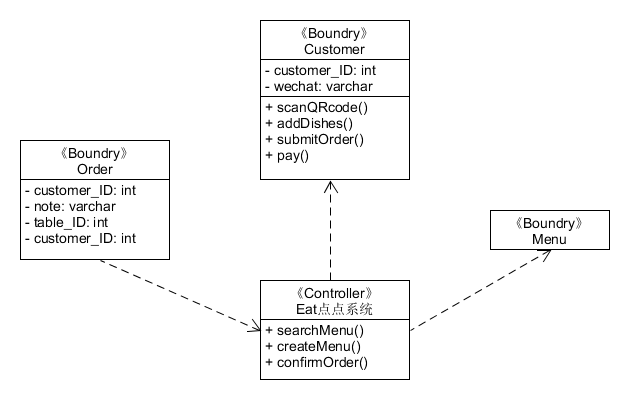 《Boundry》
Customer
- customer_ID: int
- wechat: varchar
+ scanQRcode()
+ addDishes()
+ submitOrder()
+ pay()
《Boundry》
Order
- customer_ID: int
- note: varchar
- table_ID: int
- customer_ID: int
《Boundry》
Menu
《Controller》
Eat点点系统
+ searchMenu()
+ createMenu()
+ confirmOrder()